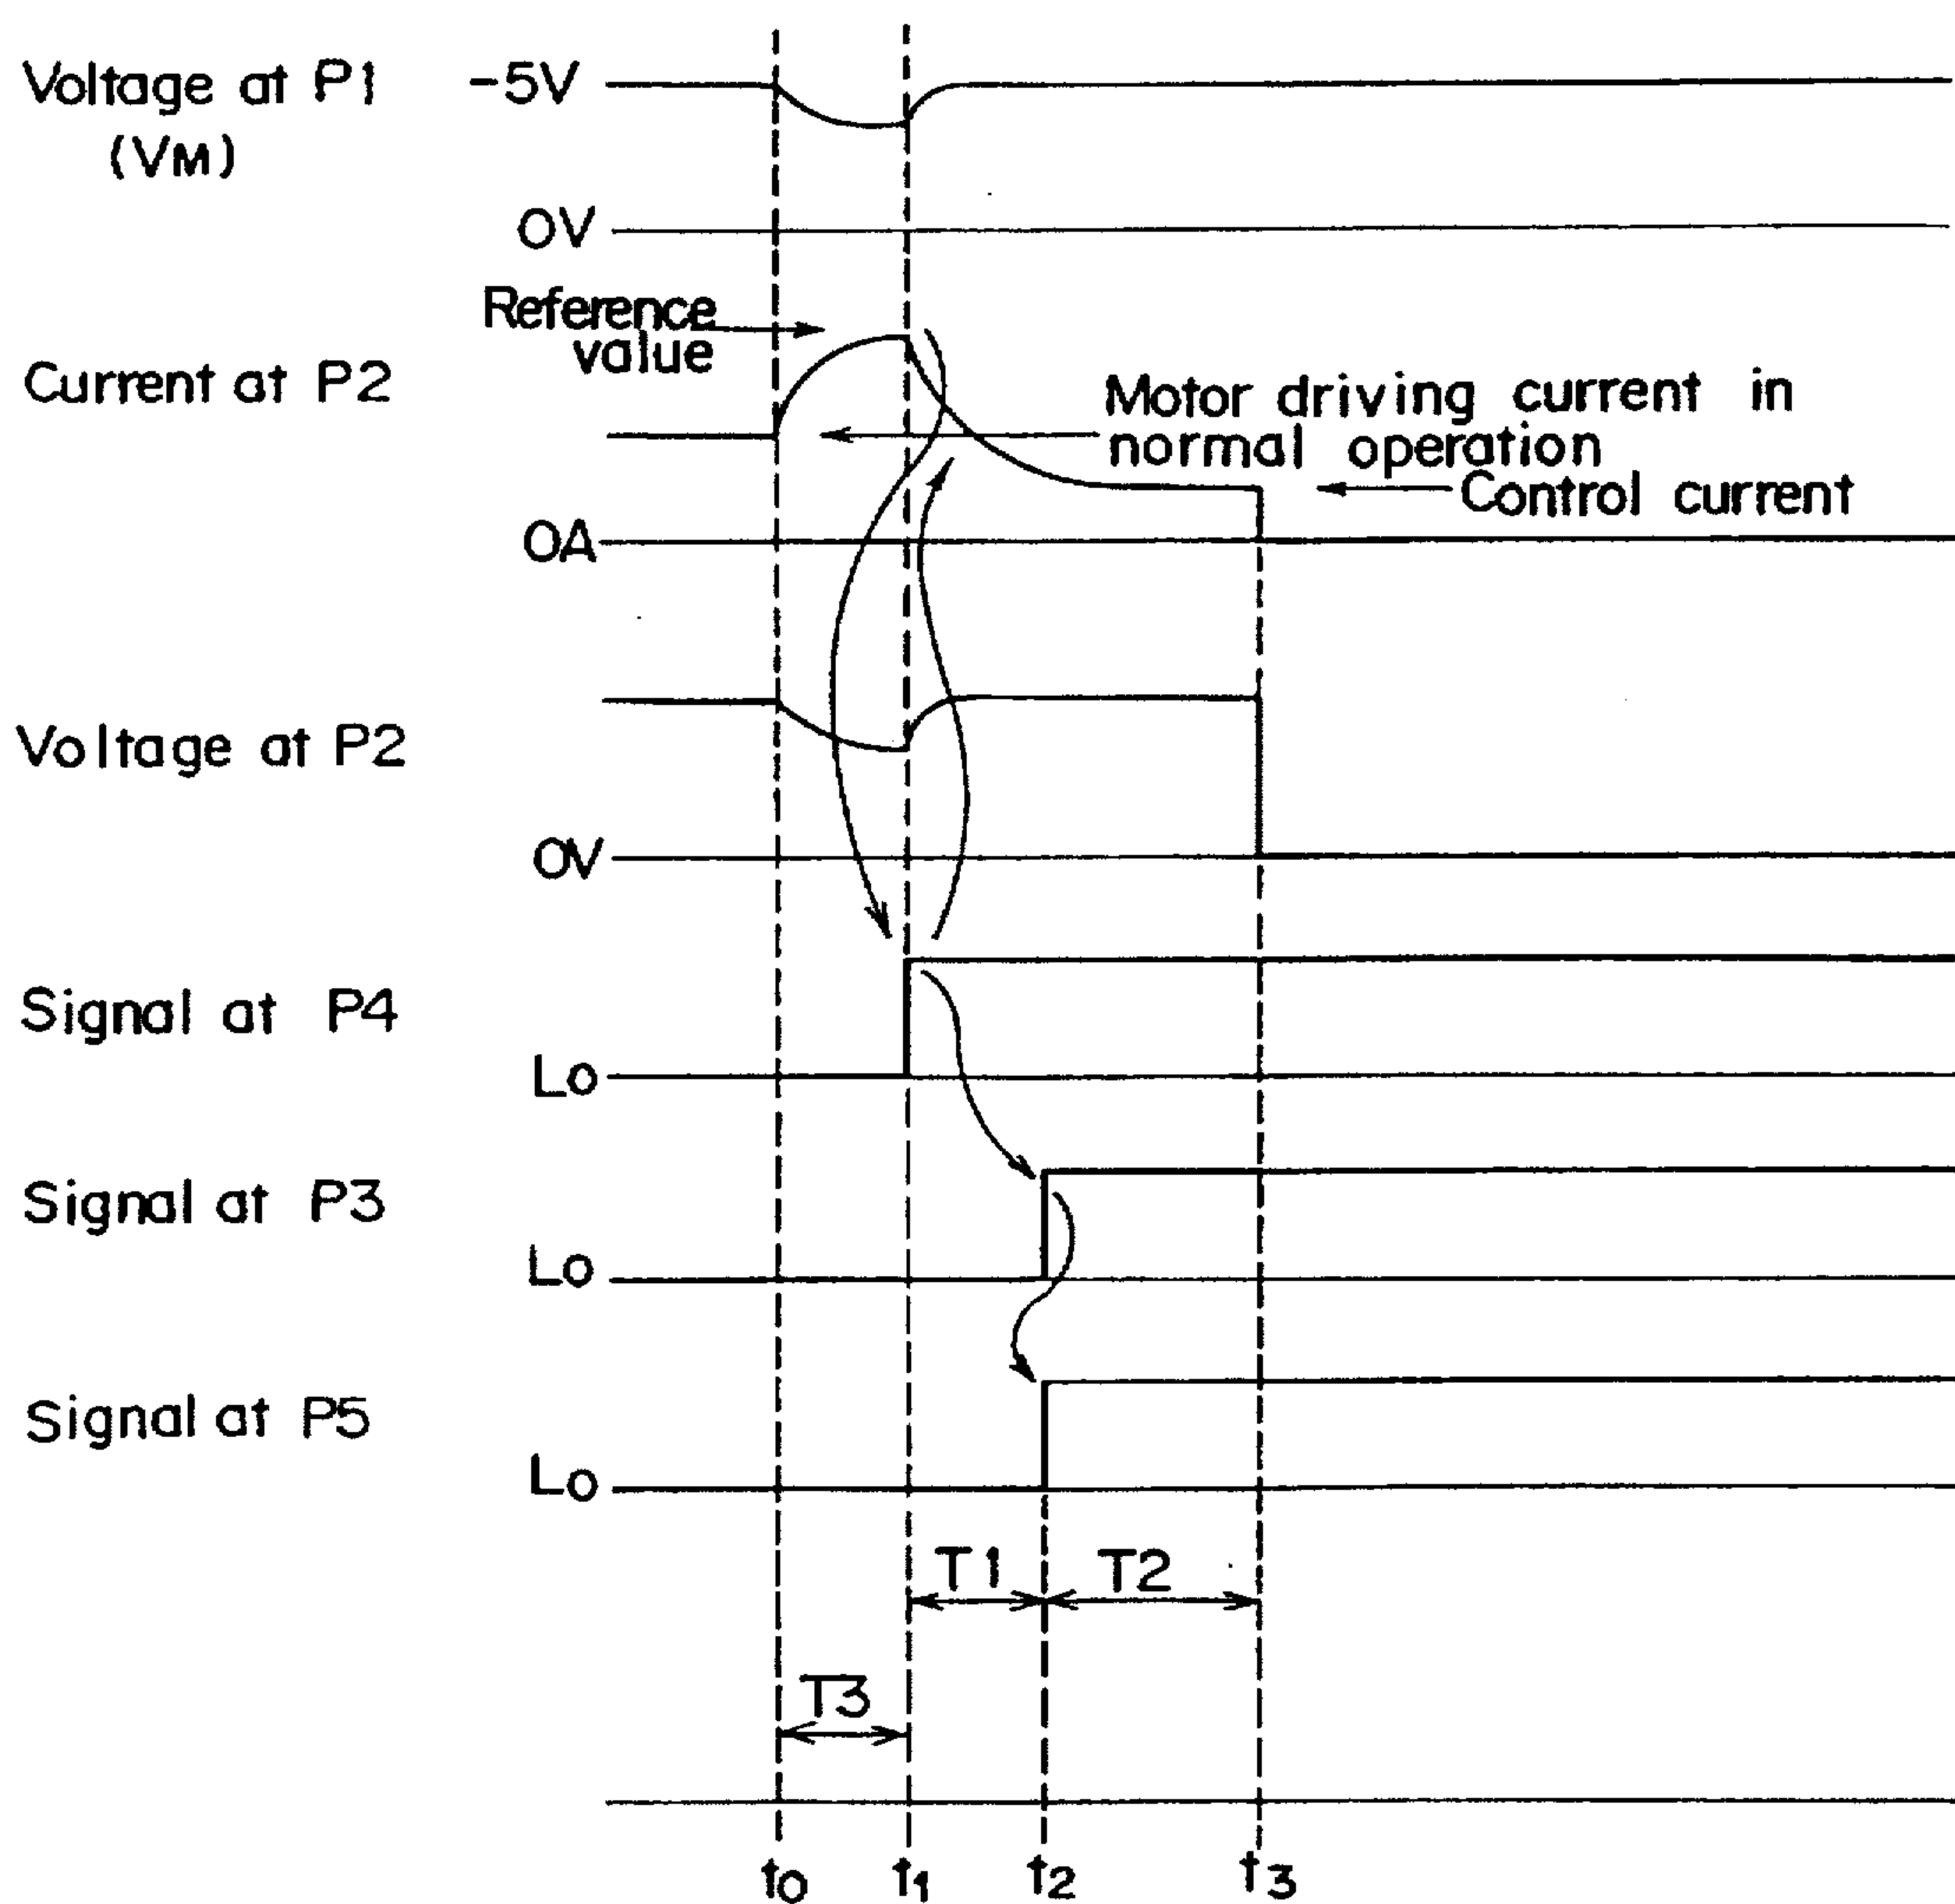 Voltage at P1
(VM)
-5V
0V
Reference
value
Current at P2
Motor driving current in
normal operation
Control current
0A
Voltage at P2
0V
Signal at P4
Lo
Signal at P3
Lo
Signal at P5
Lo
T1
T2
T3
t0
t1
t2
t3